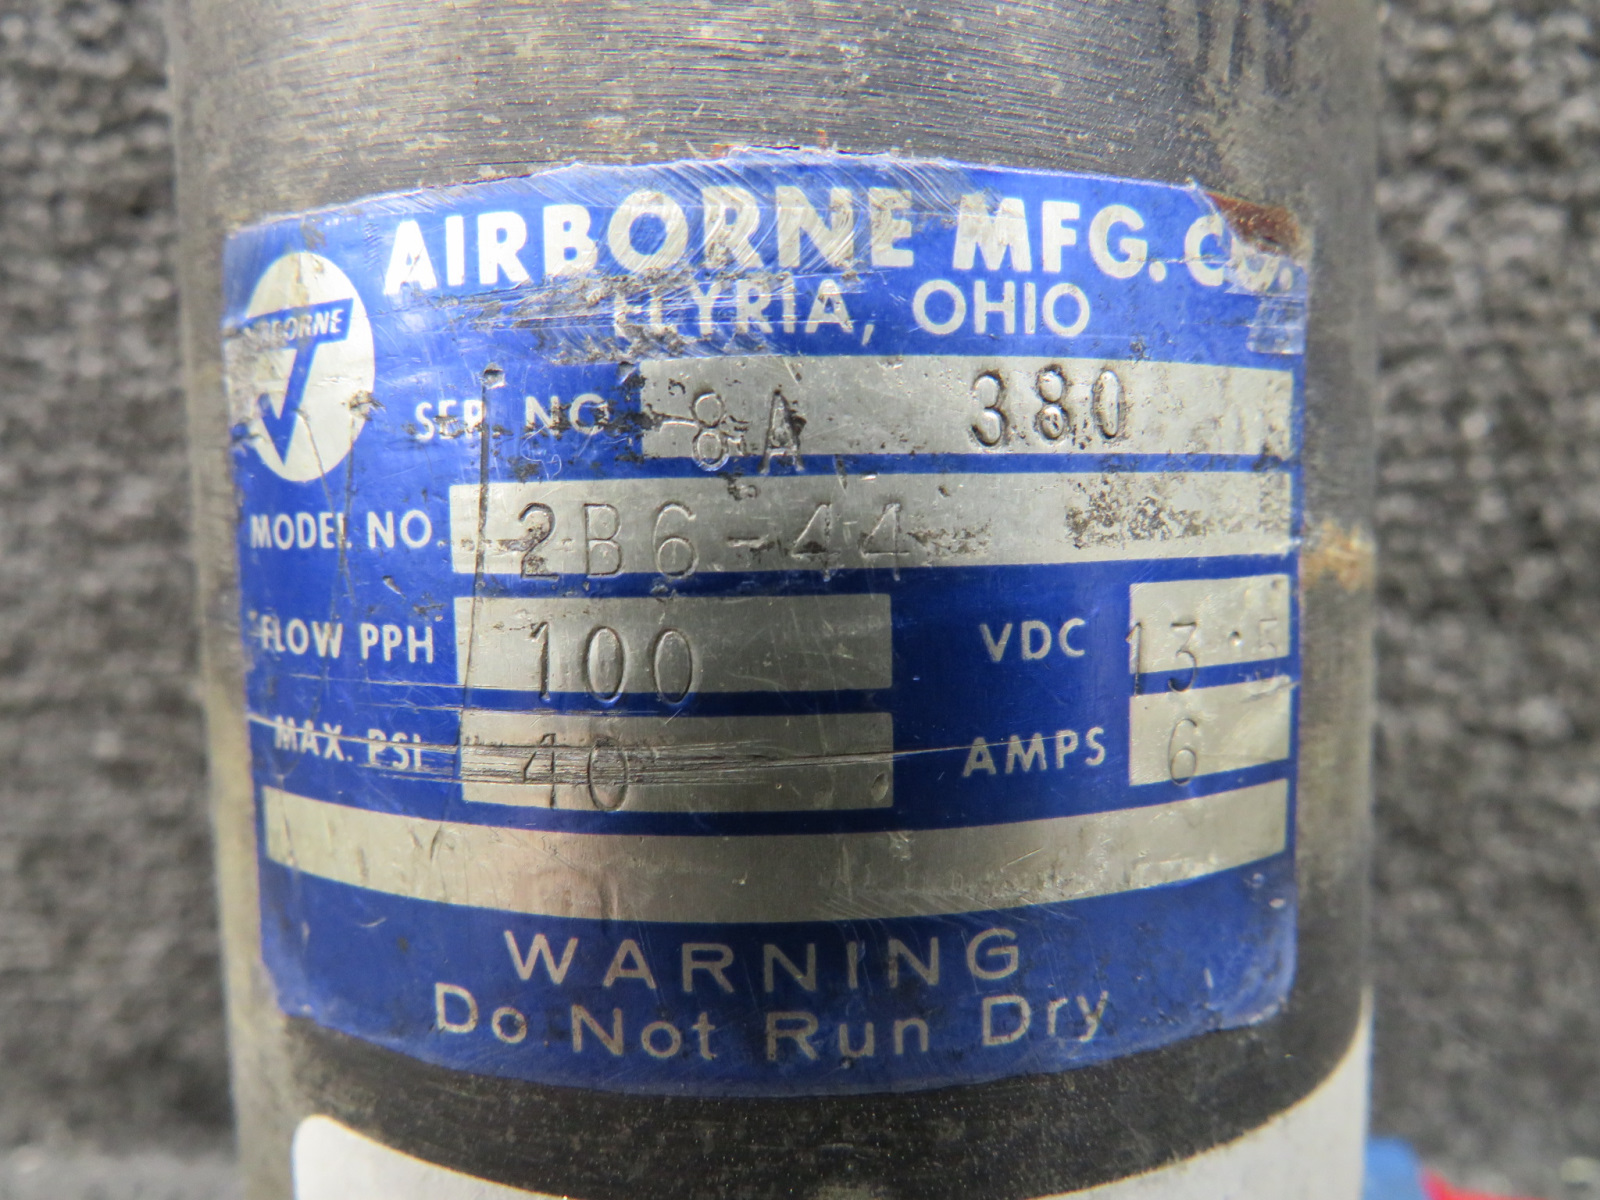 AIRBORNE MFG. CO.
ELYRIA, OHIO
AIRBORNE
SER. NO. 8A 380
MODEL NO. 2B6-44
FLOW PPH 100 VDC 13.5
MAX. PSI 40 AMPS 6
WARNING
Do Not Run Dry